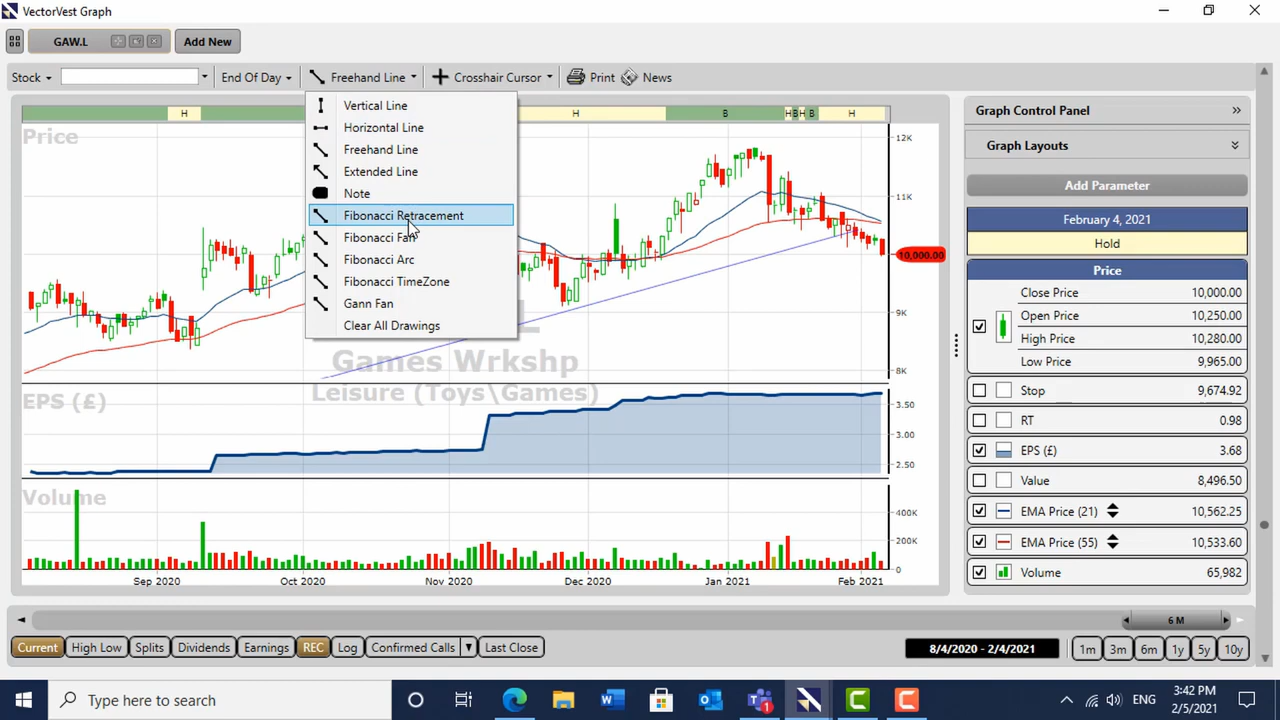 VectorVest Graph
GAW.L
Add New
Stock
End Of Day
Freehand Line
Crosshair Cursor
Print
News
Vertical Line
Horizontal Line
Freehand Line
Extended Line
Note
Fibonacci Retracement
Fibonacci Fan
Fibonacci Arc
Fibonacci TimeZone
Gann Fan
Clear All Drawings
H H B H B H B H
Price
12K
11K
10,000.00
9K
8K
Games Wrkshp
Leisure (Toys\Games)
EPS (£)
3.50
3.00
2.50
Volume
400K
200K
0
Sep 2020 Oct 2020 Nov 2020 Dec 2020 Jan 2021 Feb 2021
Graph Control Panel
Graph Layouts
Add Parameter
February 4, 2021
Hold
Price
Close Price 10,000.00
Open Price 10,250.00
High Price 10,280.00
Low Price 9,965.00
Stop 9,674.92
RT 0.98
EPS (£) 3.68
Value 8,496.50
EMA Price (21) 10,562.25
EMA Price (55) 10,533.60
Volume 65,982
6 M
Current High Low Splits Dividends Earnings REC Log Confirmed Calls Last Close
8/4/2020 - 2/4/2021
1m 3m 6m 1y 5y 10y
Type here to search
1
ENG
3:42 PM
2/5/2021